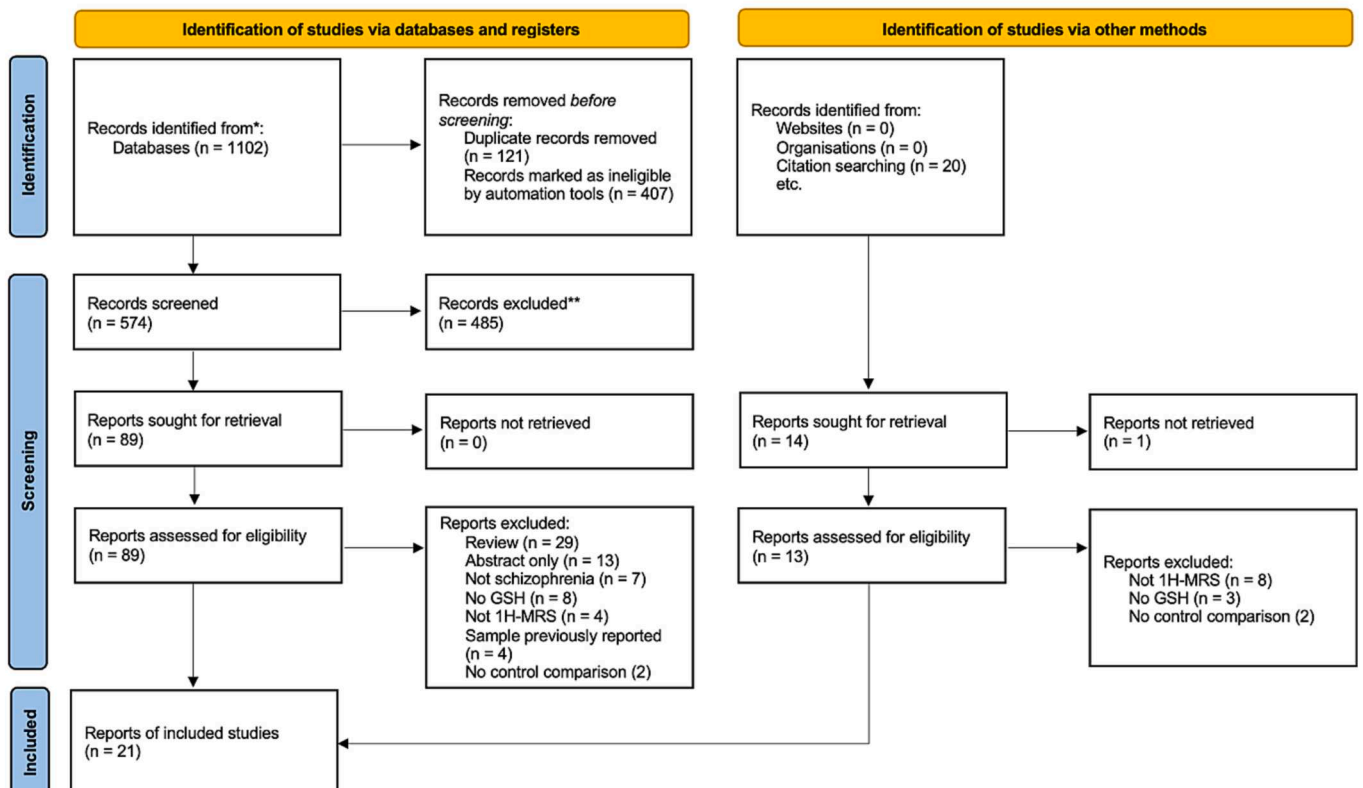 Identification of studies via databases and registers
Identification of studies via other methods
Identification
Records identified from*:
Databases (n = 1102)
Records removed before
screening:
Duplicate records removed
(n = 121)
Records marked as ineligible
by automation tools (n = 407)
Records identified from:
Websites (n = 0)
Organisations (n = 0)
Citation searching (n = 20)
etc.
Screening
Records screened
(n = 574)
Records excluded**
(n = 485)
Reports sought for retrieval
(n = 89)
Reports not retrieved
(n = 0)
Reports sought for retrieval
(n = 14)
Reports not retrieved
(n = 1)
Reports assessed for eligibility
(n = 89)
Reports excluded:
Review (n = 29)
Abstract only (n = 13)
Not schizophrenia (n = 7)
No GSH (n = 8)
Not 1H-MRS (n = 4)
Sample previously reported
(n = 4)
No control comparison (2)
Reports assessed for eligibility
(n = 13)
Reports excluded:
Not 1H-MRS (n = 8)
No GSH (n = 3)
No control comparison (2)
Included
Reports of included studies
(n = 21)